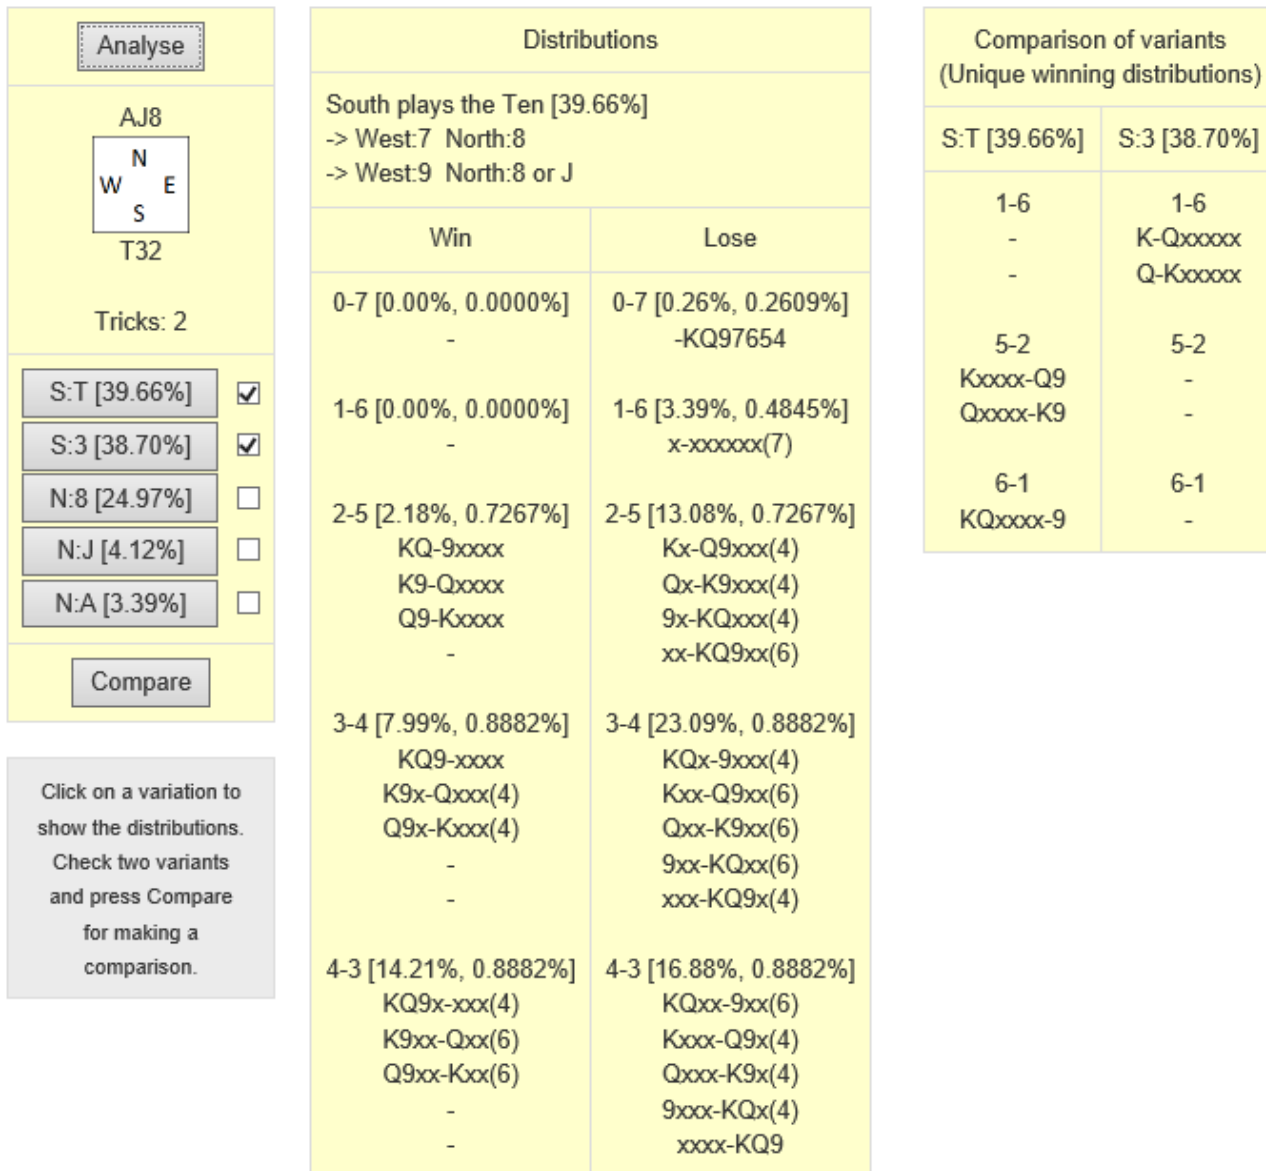 Analyse
AJ8
N
W E
S
T32
Tricks: 2
S:T [39.66%]
S:3 [38.70%]
N:8 [24.97%]
N:J [4.12%]
N:A [3.39%]
Compare
Click on a variation to
show the distributions.
Check two variants
and press Compare
for making a
comparison.
Distributions
South plays the Ten [39.66%]
-> West:7 North:8
-> West:9 North:8 or J
Win Lose
0-7 [0.00%, 0.0000%] 0-7 [0.26%, 0.2609%]
- -KQ97654
1-6 [0.00%, 0.0000%] 1-6 [3.39%, 0.4845%]
- x-xxxxxx(7)
2-5 [2.18%, 0.7267%] 2-5 [13.08%, 0.7267%]
KQ-9xxxx Kx-Q9xxx(4)
K9-Qxxxx Qx-K9xxx(4)
Q9-Kxxxx 9x-KQxxx(4)
- xx-KQ9xx(6)
3-4 [7.99%, 0.8882%] 3-4 [23.09%, 0.8882%]
KQ9-xxxx KQx-9xxx(4)
K9x-Qxxx(4) Kxx-Q9xx(6)
Q9x-Kxxx(4) Qxx-K9xx(6)
- 9xx-KQxx(6)
- xxx-KQ9x(4)
4-3 [14.21%, 0.8882%] 4-3 [16.88%, 0.8882%]
KQ9x-xxx(4) KQxx-9xx(6)
K9xx-Qxx(6) Kxxx-Q9x(4)
Q9xx-Kxx(6) Qxxx-K9x(4)
- 9xxx-KQx(4)
- xxxx-KQ9
Comparison of variants
(Unique winning distributions)
S:T [39.66%] S:3 [38.70%]
1-6 1-6
- K-Qxxxxx
- Q-Kxxxxx
5-2 5-2
Kxxxx-Q9 -
Qxxxx-K9 -
6-1 6-1
KQxxxx-9 -